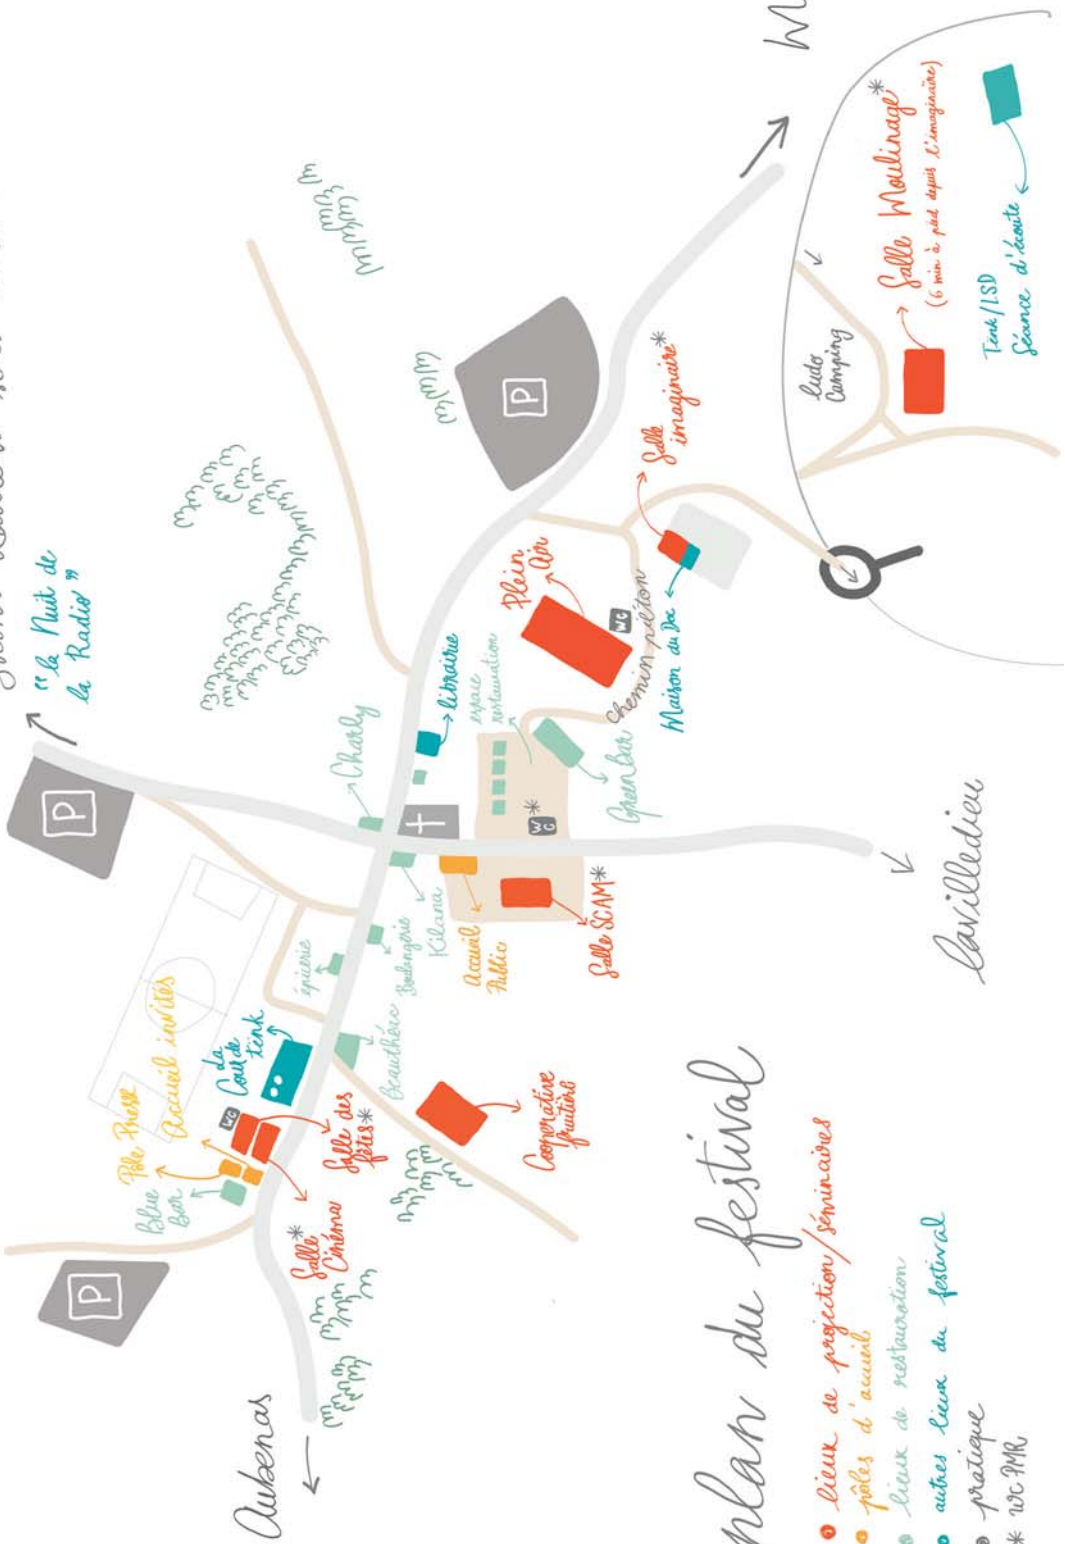 “ la Nuit de
la Radio ”
P
P
P
Aubenas
Blue
Bar
Pôle Presse
Accueil invités
WC
La
Cour de
tënk
Salle*
Cinéma
Salle des
fêtes*
épicerie
Beauthéac
Boulangerie
Kilana
Charly
librairie
Accueil
Public
Salle SCAM*
WC*
espace
restauration
Green Bar
Plein
air
WC
Chemin piéton
Maison du Doc
Salle
imaginaire*
Coopérative
fruitière
Lavilledieu
Ludo
Camping
Salle Moulinage*
(6 min à pied depuis l'imaginaire)
Tënk/LSD
Séance d'écoute
plan du festival
lieux de projection/séminaires
pôles d'accueil
lieux de restauration
autres lieux du festival
pratique
* WC PMR